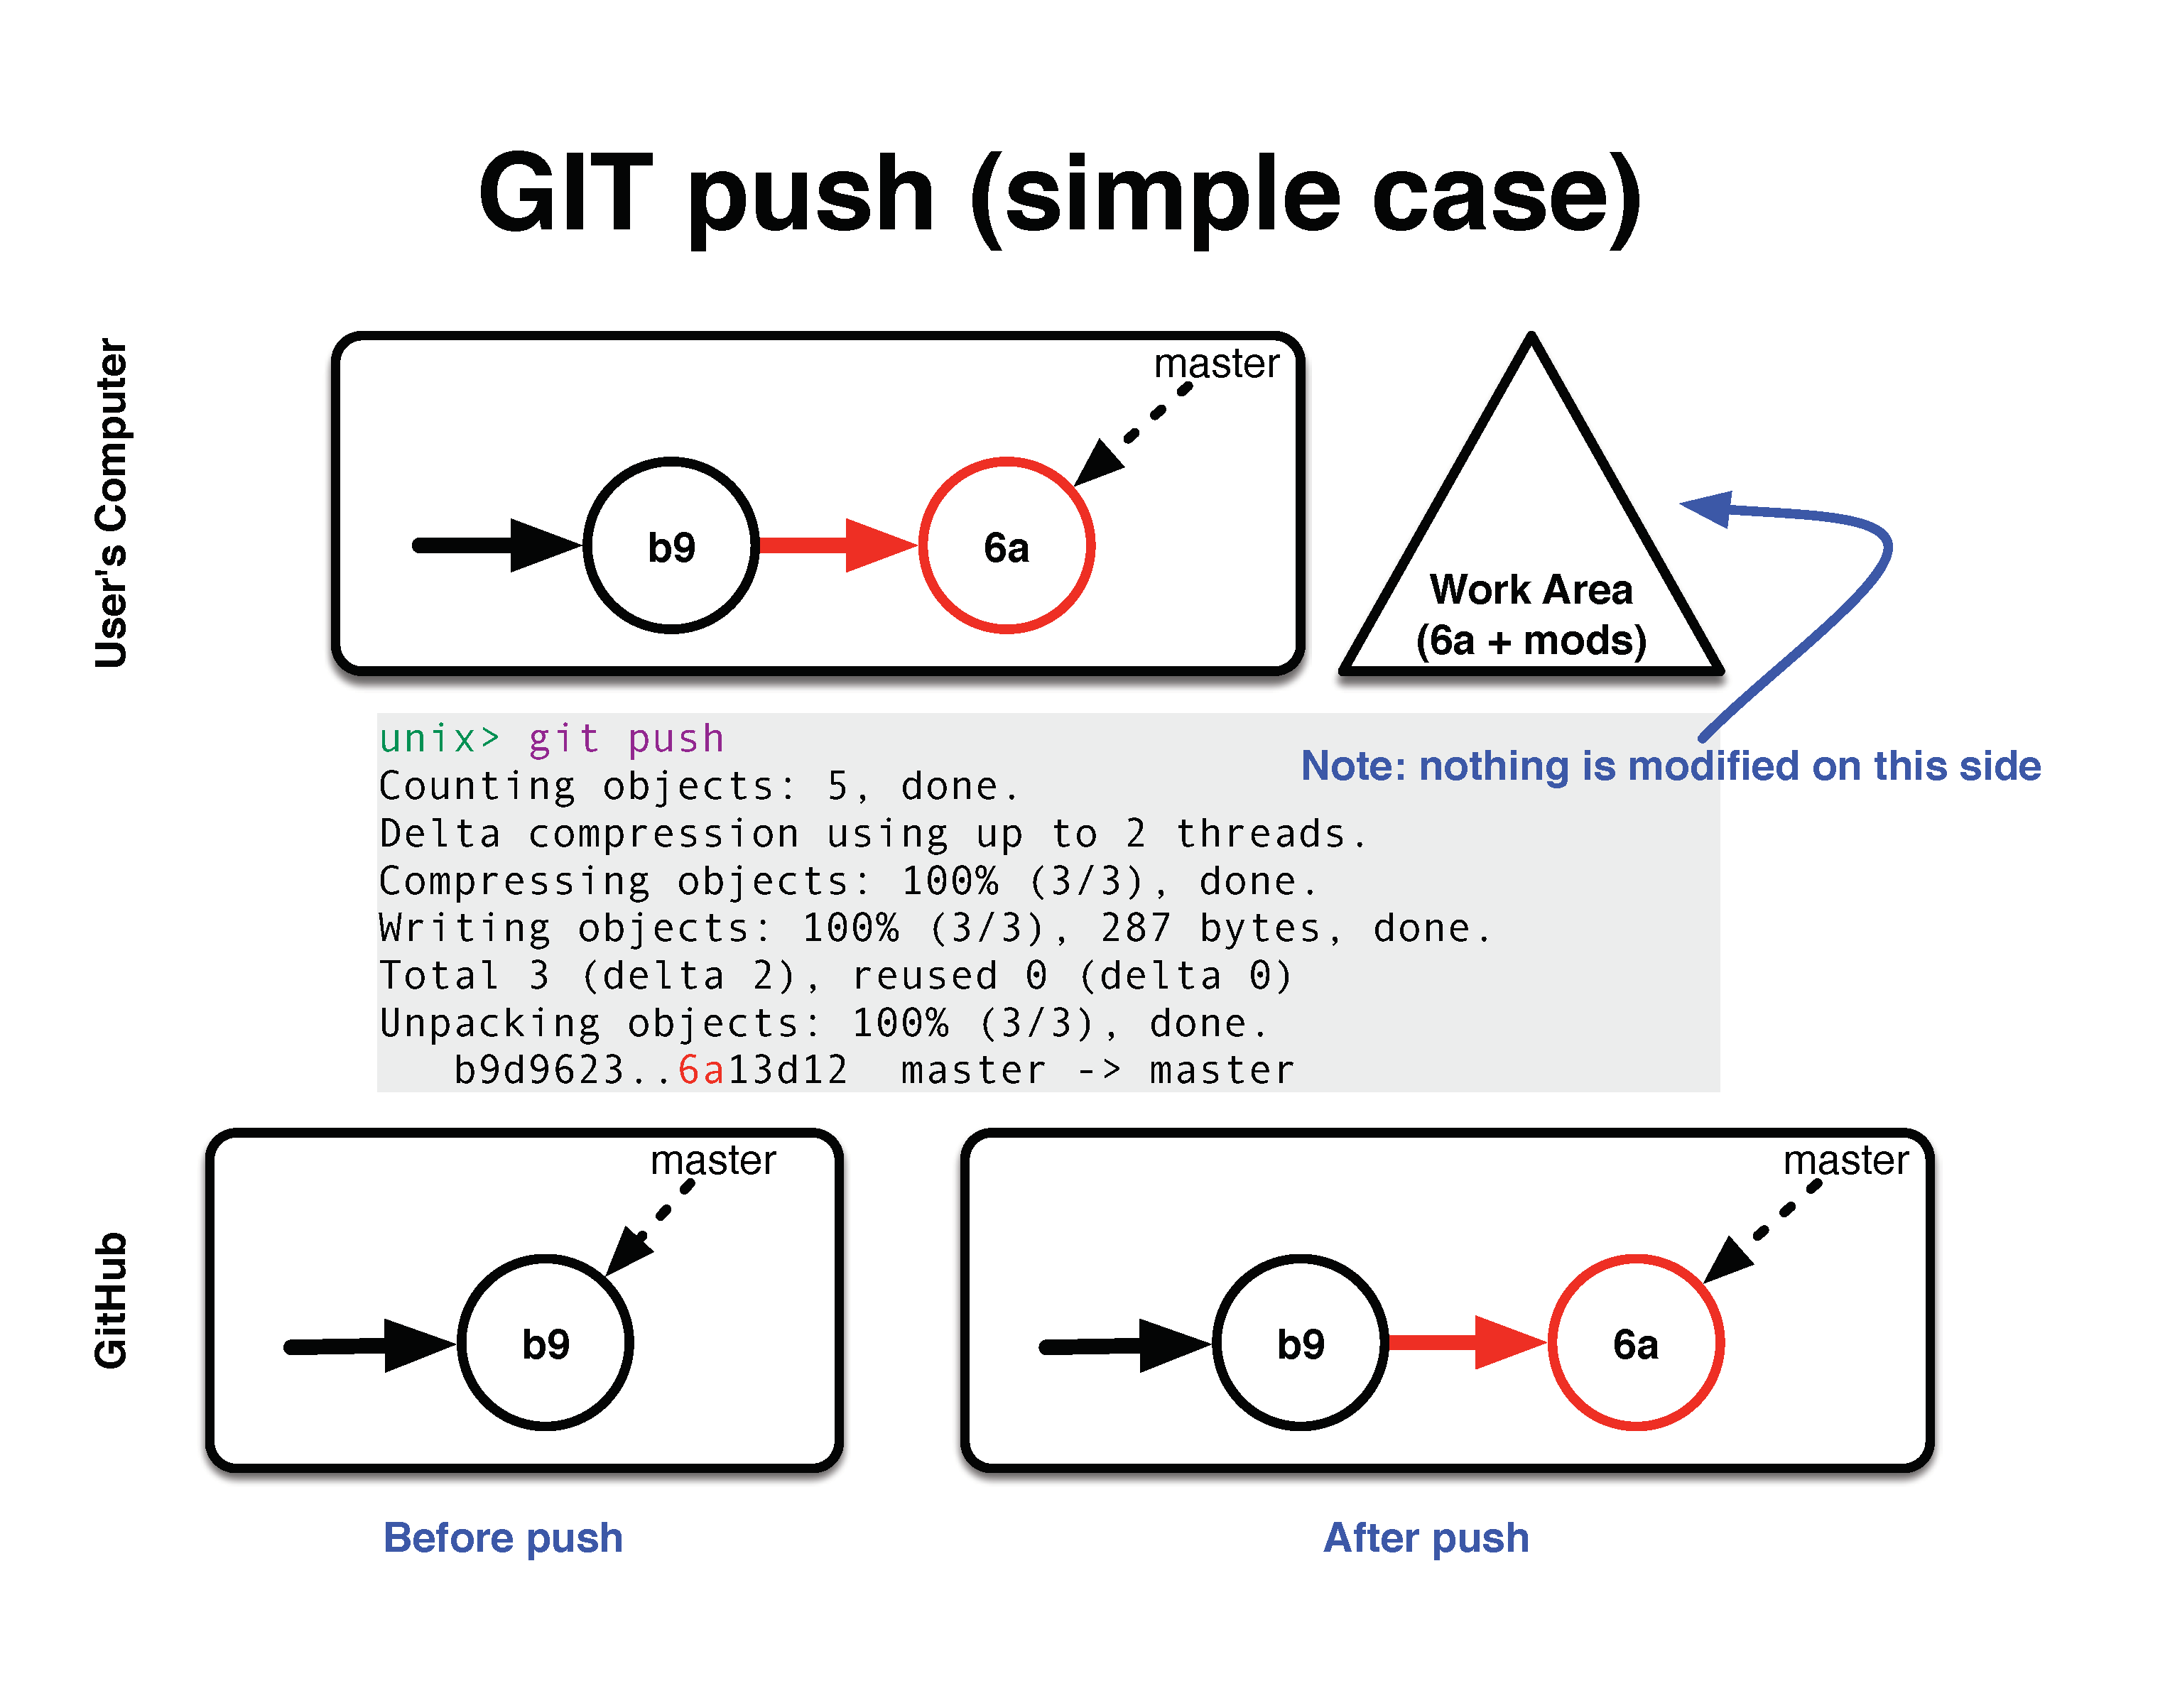 GIT push (simple case)
User's Computer
master
b9
6a
Work Area
(6a + mods)
unix> git push
Note: nothing is modified on this side
Counting objects: 5, done.
Delta compression using up to 2 threads.
Compressing objects: 100% (3/3), done.
Writing objects: 100% (3/3), 287 bytes, done.
Total 3 (delta 2), reused 0 (delta 0)
Unpacking objects: 100% (3/3), done.
b9d9623..6a13d12  master -> master
GitHub
master
b9
Before push
master
b9
6a
After push